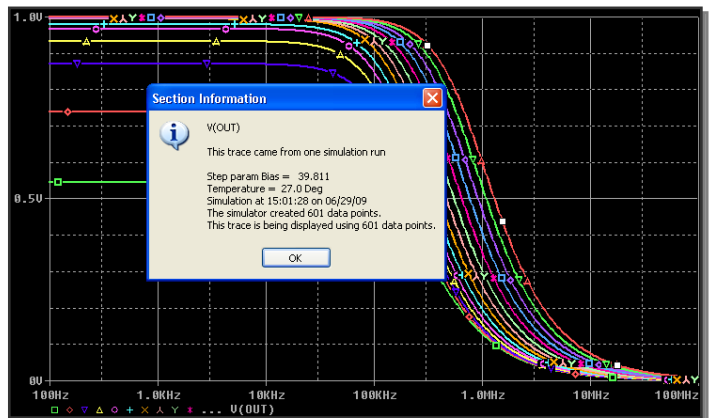 1.0V
Section Information
V(OUT)
This trace came from one simulation run
Step param Bias = 39.811
Temperature = 27.0 Deg
Simulation at 15:01:28 on 06/29/09
The simulator created 601 data points.
This trace is being displayed using 601 data points.
OK
0.5V
0V
100Hz 1.0KHz 10KHz 100KHz 1.0MHz 10MHz 100MHz
... V(OUT)